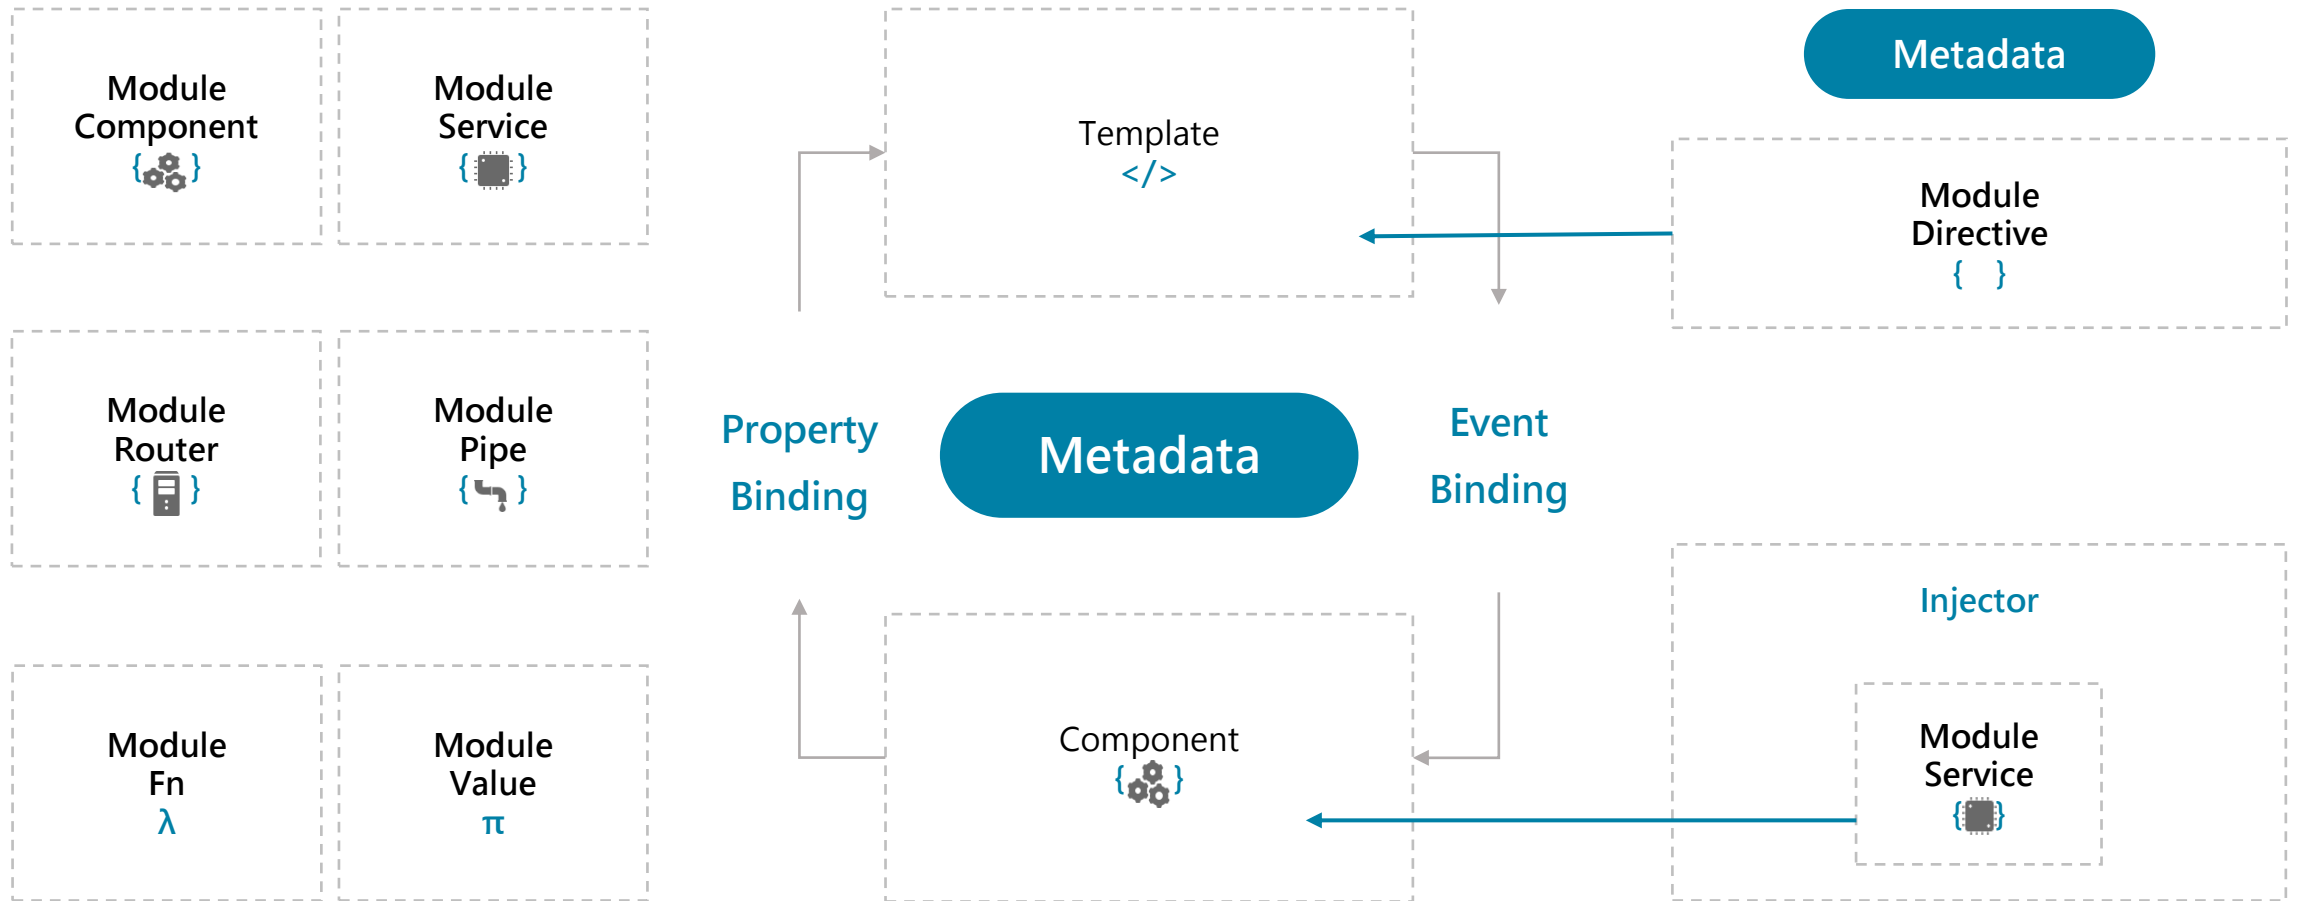 Module
Component
{ }
Module
Service
{ }
Module
Router
{ }
Module
Pipe
{ }
Module
Fn
λ
Module
Value
π
Template
</>
Property
Binding
Metadata
Event
Binding
Component
{ }
Metadata
Module
Directive
{ }
Injector
Module
Service
{ }